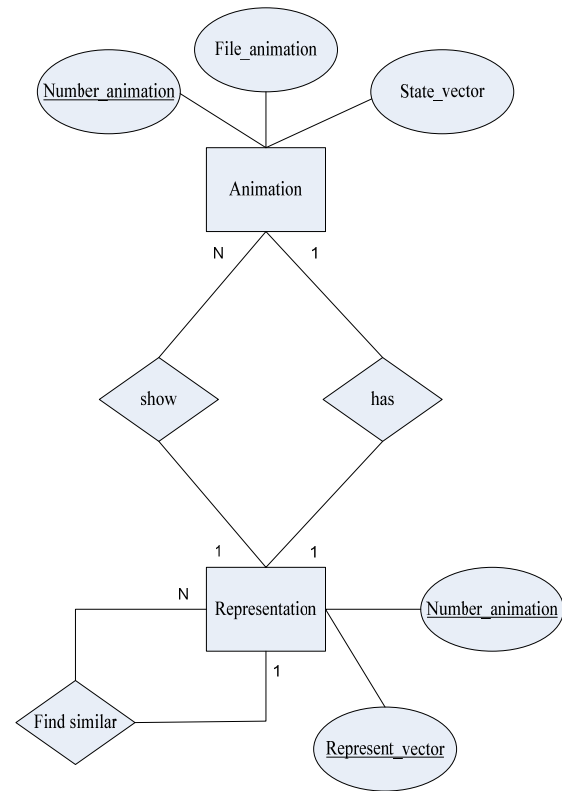 File_animation
Number_animation
State_vector
Animation
N
1
show
has
1
1
N
Representation
Number_animation
1
Find similar
Represent_vector